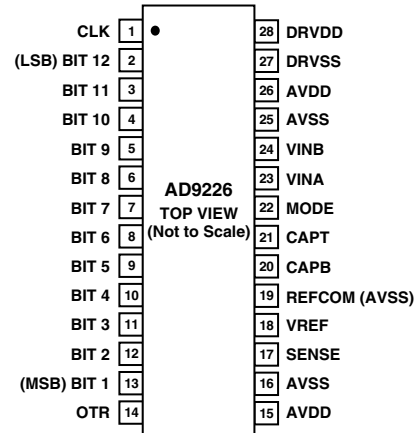 CLK 1 28 DRVDD
(LSB) BIT 12 2 27 DRVSS
BIT 11 3 26 AVDD
BIT 10 4 25 AVSS
BIT 9 5 24 VINB
BIT 8 6 23 VINA
AD9226
BIT 7 7 22 MODE
TOP VIEW
(Not to Scale)
BIT 6 8 21 CAPT
BIT 5 9 20 CAPB
BIT 4 10 19 REFCOM (AVSS)
BIT 3 11 18 VREF
BIT 2 12 17 SENSE
(MSB) BIT 1 13 16 AVSS
OTR 14 15 AVDD